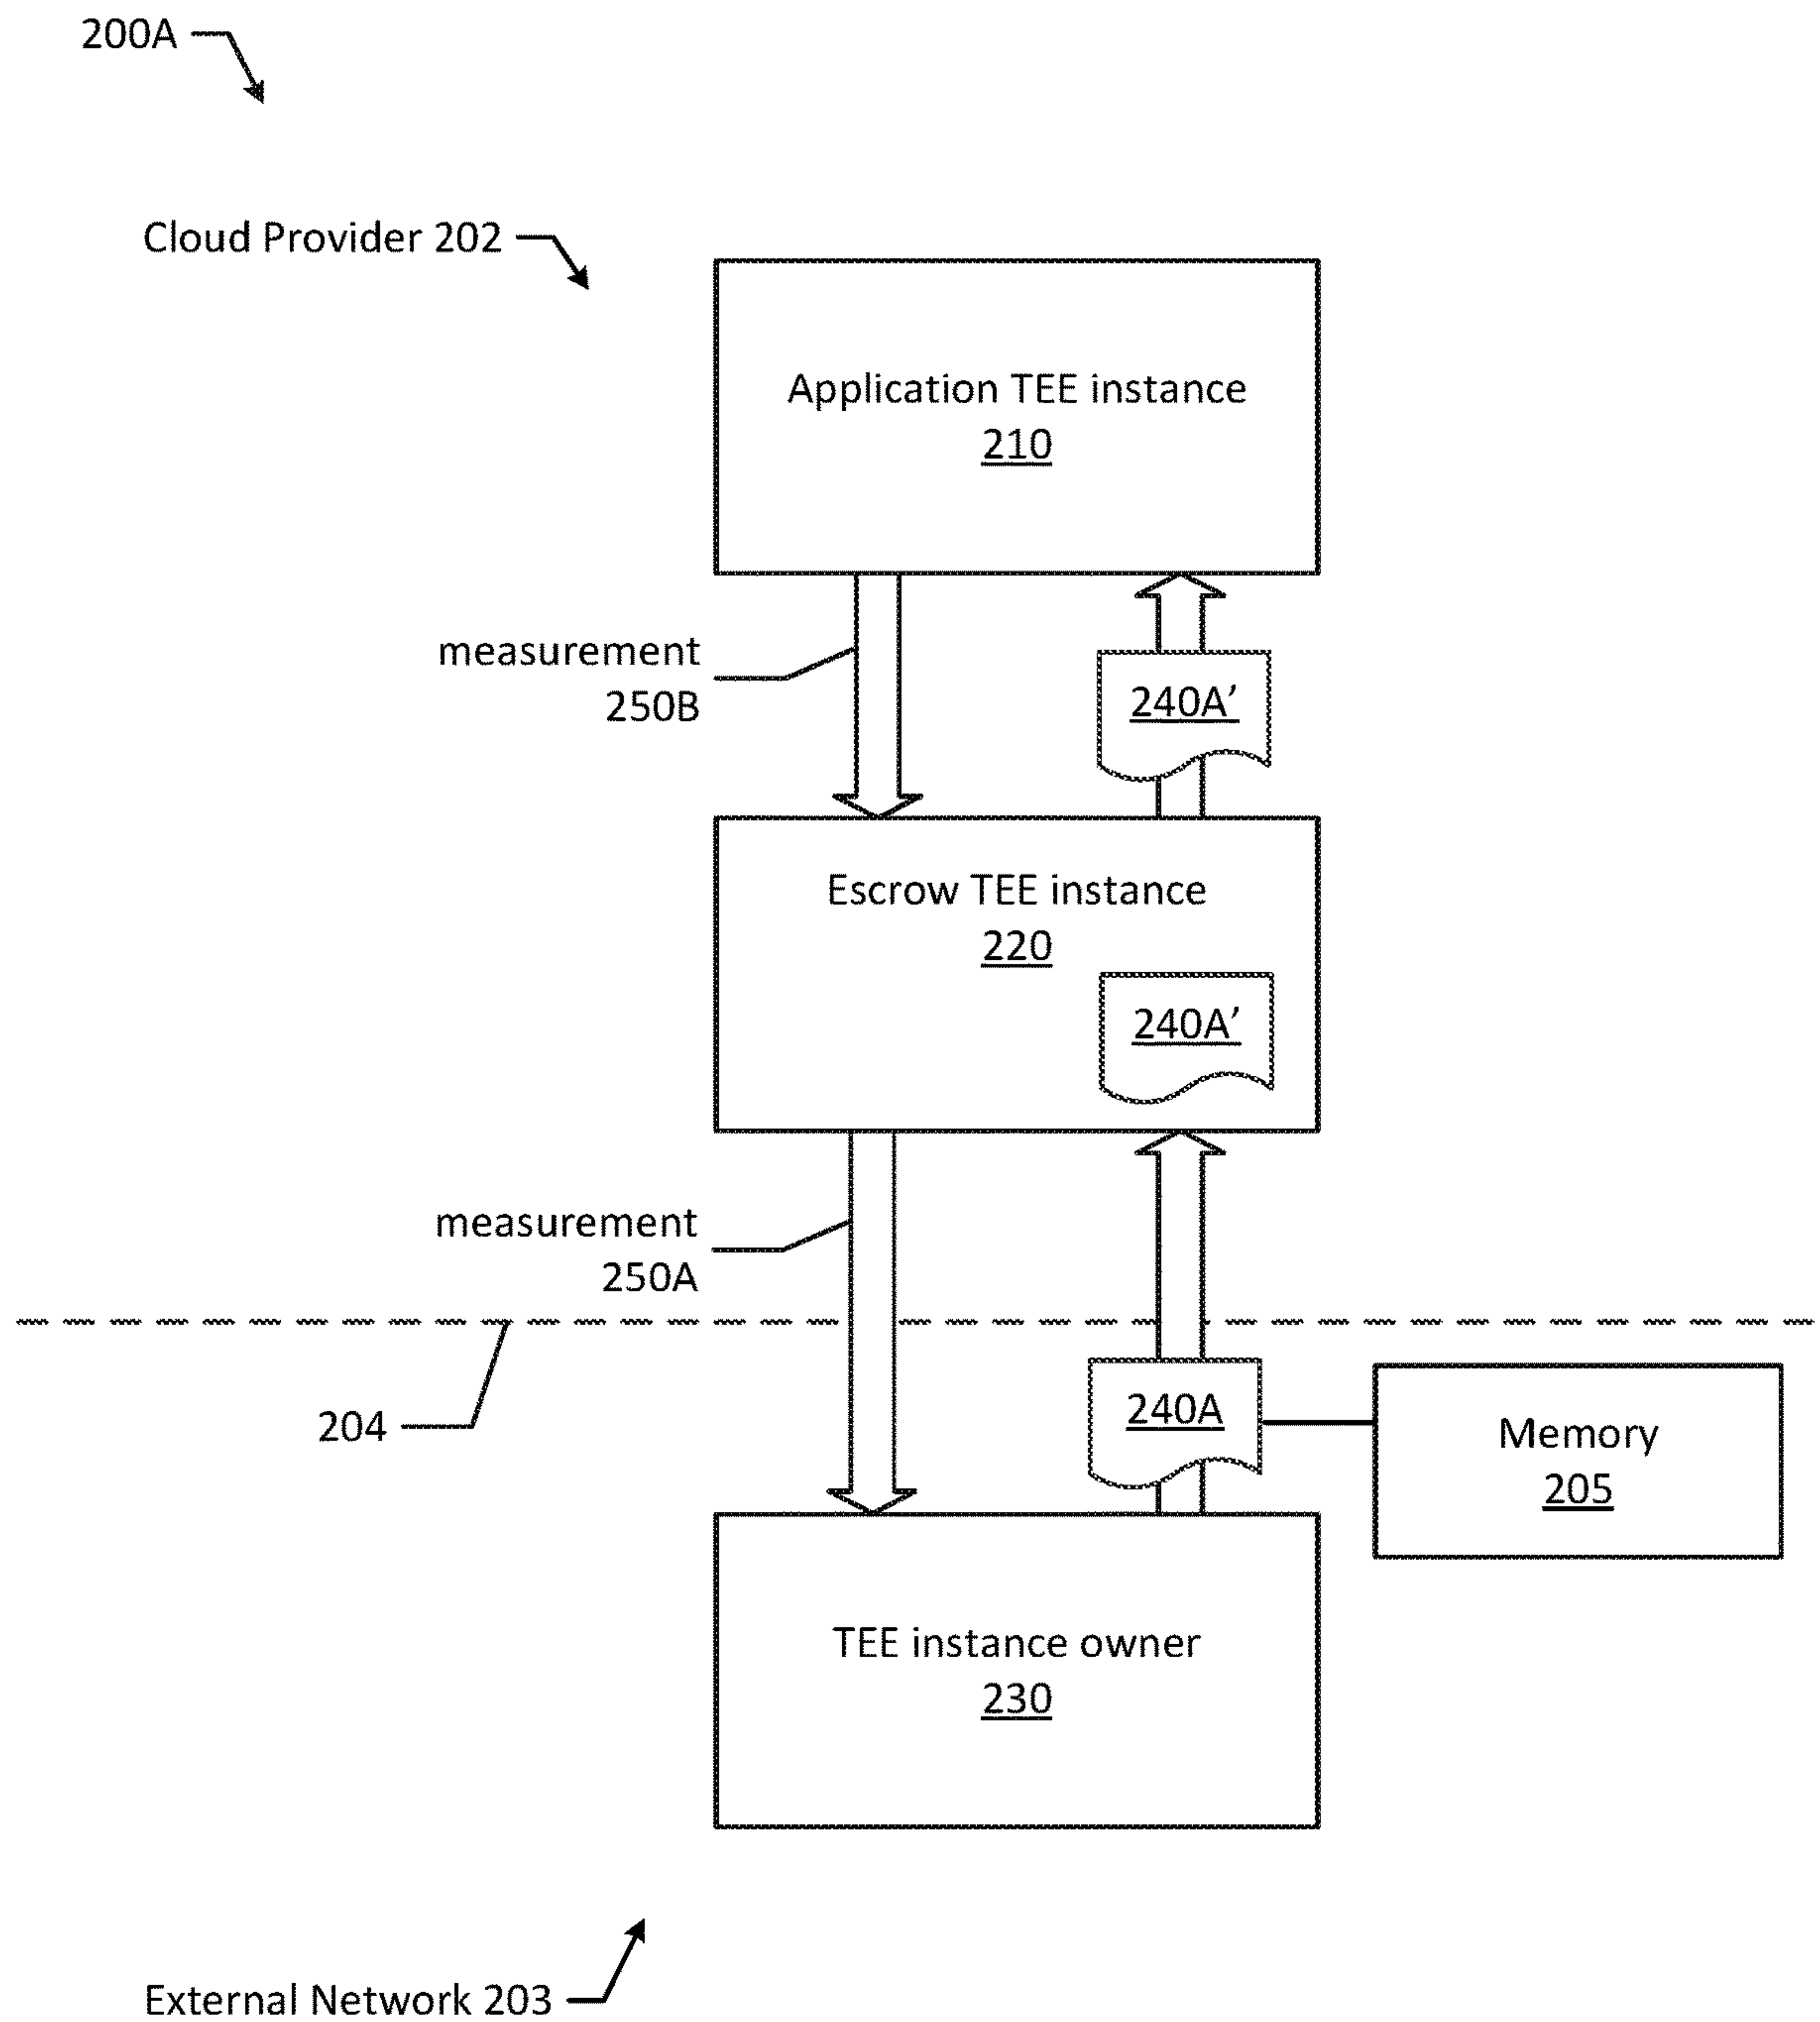 200A
Cloud Provider 202
Application TEE instance
210
measurement
250B
240A’
Escrow TEE instance
220
240A’
measurement
250A
204
240A
Memory
205
TEE instance owner
230
External Network 203